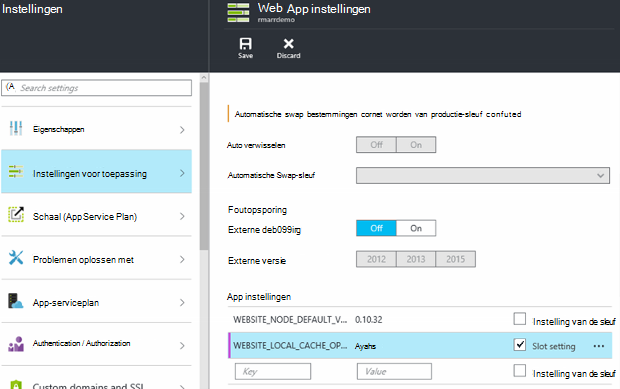 Instellingen
Web App instellingen
rmarrdemo
Save
Discard
Search settings
Eigenschappen
Instellingen voor toepassing
Schaal (App Service Plan)
Problemen oplossen met
App-serviceplan
Authentication / Authorization
Custom domains and SSL
Automatische swap bestemmingen cornet worden van productie-sleuf confuted
Auto verwisselen
Off On
Automatische Swap-sleuf
Foutopsporing
Externe deb099irg
Off On
Externe versie
2012 2013 2015
App instellingen
WEBSITE_NODE_DEFAULT_V... 0.10.32 Instelling van de sleuf
WEBSITE_LOCAL_CACHE_OP... Ayahs Slot setting ...
Key Value Instelling van de sleuf